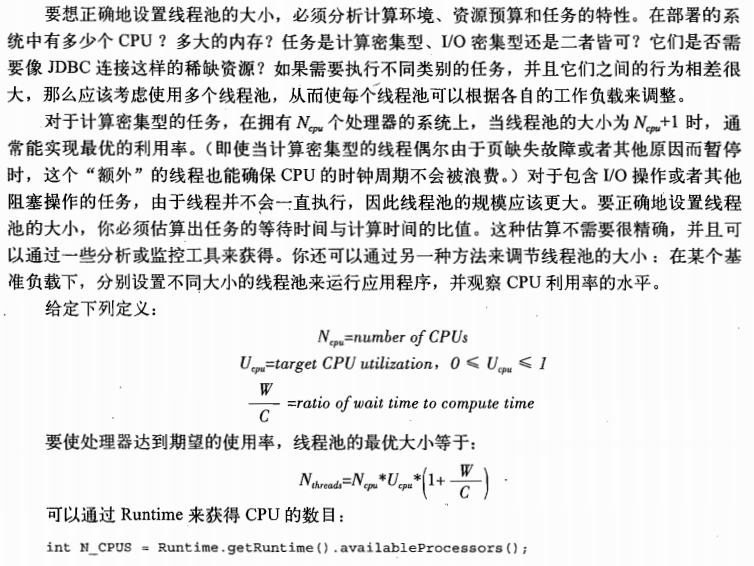 要想正确地设置线程池的大小，必须分析计算环境、资源预算和任务的特性。在部署的系
统中有多少个 CPU？多大的内存？任务是计算密集型、I/O 密集型还是二者皆可？它们是否需
要像 JDBC 连接这样的稀缺资源？如果需要执行不同类别的任务，并且它们之间的行为相差很
大，那么应该考虑使用多个线程池，从而使每个线程池可以根据各自的工作负载来调整。
对于计算密集型的任务，在拥有 Ncpu 个处理器的系统上，当线程池的大小为 Ncpu+1 时，通
常能实现最优的利用率。（即使当计算密集型的线程偶尔由于页缺失故障或者其他原因而暂停
时，这个“额外”的线程也能确保 CPU 的时钟周期不会被浪费。）对于包含 I/O 操作或者其他
阻塞操作的任务，由于线程并不会一直执行，因此线程池的规模应该更大。要正确地设置线程
池的大小，你必须估算出任务的等待时间与计算时间的比值。这种估算不需要很精确，并且可
以通过一些分析或监控工具来获得。你还可以通过另一种方法来调节线程池的大小：在某个基
准负载下，分别设置不同大小的线程池来运行应用程序，并观察 CPU 利用率的水平。
给定下列定义：
Ncpu=number of CPUs
Ucpu=target CPU utilization，0 ≤ Ucpu ≤ 1
W/C =ratio of wait time to compute time
要使处理器达到期望的使用率，线程池的最优大小等于：
Nthreads=Ncpu*Ucpu*(1+ W/C)
可以通过 Runtime 来获得 CPU 的数目：
int N_CPUS = Runtime.getRuntime().availableProcessors();